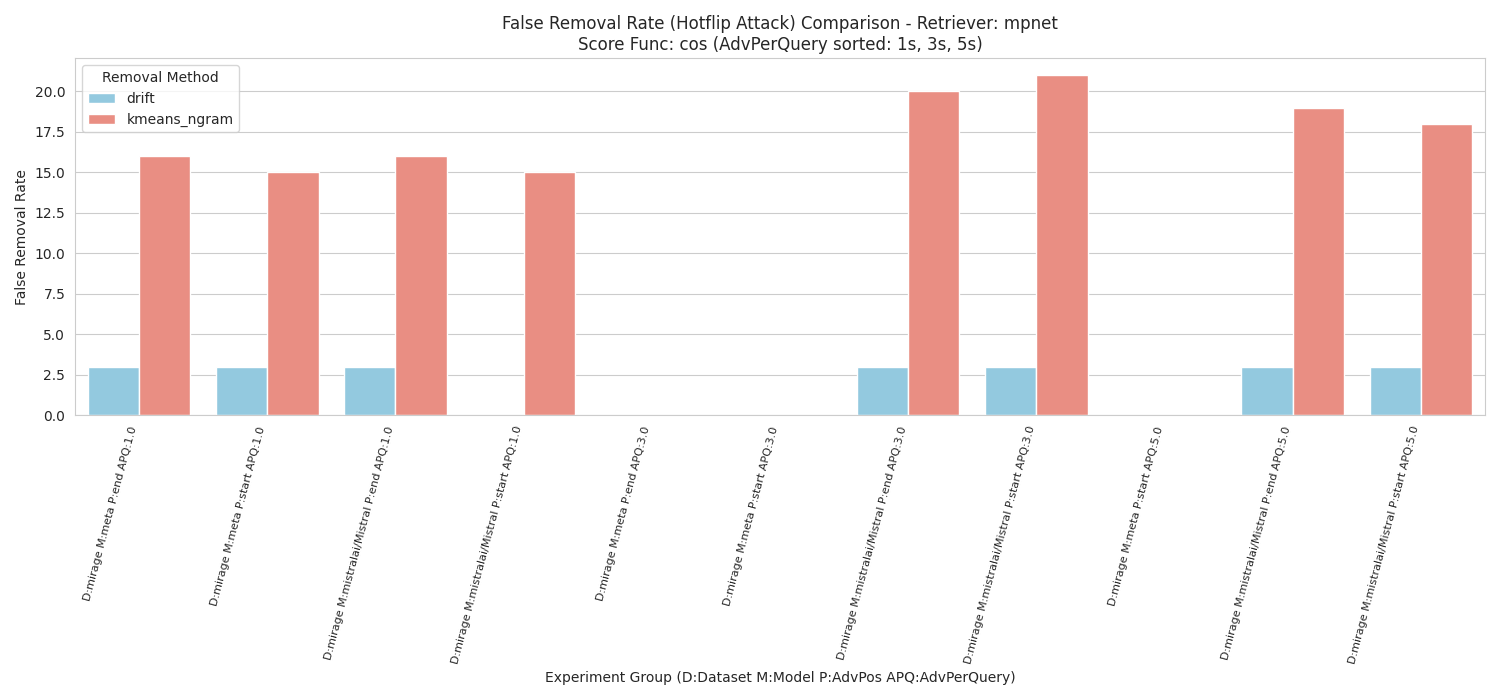 False Removal Rate (Hotflip Attack) Comparison - Retriever: mpnet
Score Func: cos (AdvPerQuery sorted: 1s, 3s, 5s)
Removal Method
drift
kmeans_ngram
False Removal Rate
20.0
17.5
15.0
12.5
10.0
7.5
5.0
2.5
0.0
D:mirage M:meta P:end APQ:1.0
D:mirage M:meta P:start APQ:1.0
D:mirage M:mistralai/Mistral P:end APQ:1.0
D:mirage M:mistralai/Mistral P:start APQ:1.0
D:mirage M:meta P:end APQ:3.0
D:mirage M:meta P:start APQ:3.0
D:mirage M:mistralai/Mistral P:end APQ:3.0
D:mirage M:mistralai/Mistral P:start APQ:3.0
D:mirage M:meta P:start APQ:5.0
D:mirage M:mistralai/Mistral P:end APQ:5.0
D:mirage M:mistralai/Mistral P:start APQ:5.0
Experiment Group (D:Dataset M:Model P:AdvPos APQ:AdvPerQuery)